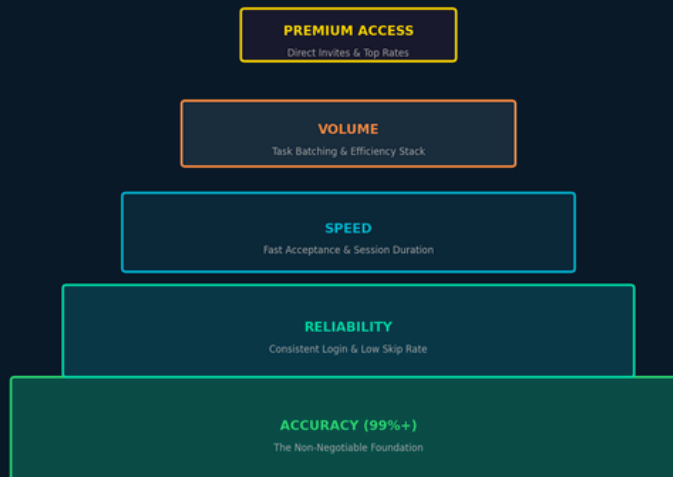 PREMIUM ACCESS
Direct Invites & Top Rates
VOLUME
Task Batching & Efficiency Stack
SPEED
Fast Acceptance & Session Duration
RELIABILITY
Consistent Login & Low Skip Rate
ACCURACY (99%+)
The Non-Negotiable Foundation